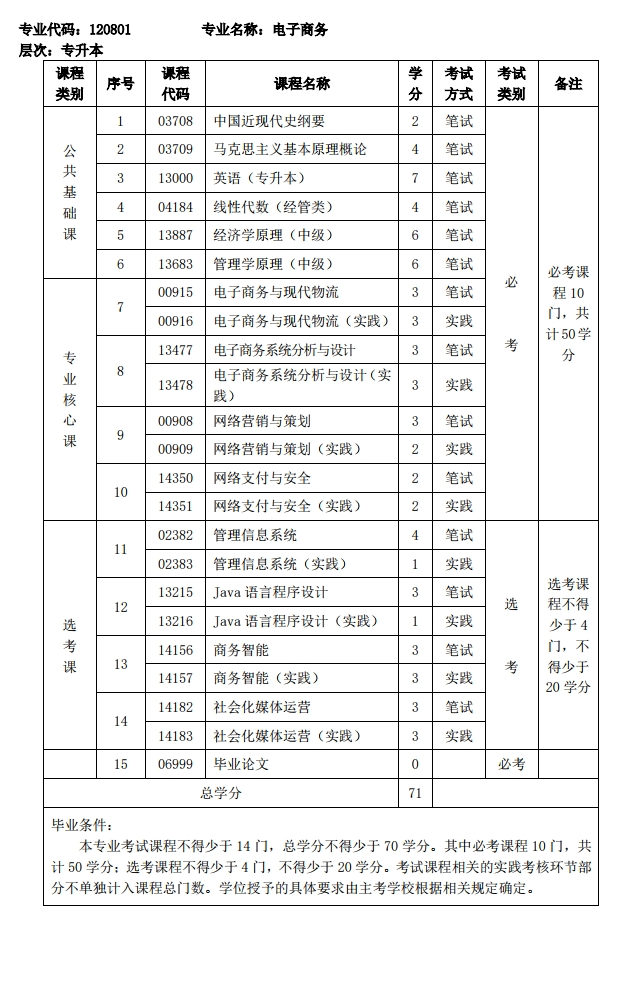 专业代码：120801 专业名称：电子商务
层次：专升本
课程类别 序号 课程代码 课程名称 学分 考试方式 考试类别 备注
公共基础课 1 03708 中国近现代史纲要 2 笔试 必考 必考课程 10 门，共计 50 学分
2 03709 马克思主义基本原理概论 4 笔试
3 13000 英语（专升本） 7 笔试
4 04184 线性代数（经管类） 4 笔试
5 13887 经济学原理（中级） 6 笔试
6 13683 管理学原理（中级） 6 笔试
专业核心课 7 00915 电子商务与现代物流 3 笔试
00916 电子商务与现代物流（实践） 3 实践
8 13477 电子商务系统分析与设计 3 笔试
13478 电子商务系统分析与设计（实践） 3 实践
9 00908 网络营销与策划 3 笔试
00909 网络营销与策划（实践） 2 实践
10 14350 网络支付与安全 2 笔试
14351 网络支付与安全（实践） 2 实践
选考课 11 02382 管理信息系统 4 笔试 选考 选考课程不得少于 4 门，不得少于 20 学分
02383 管理信息系统（实践） 1 实践
12 13215 Java 语言程序设计 3 笔试
13216 Java 语言程序设计（实践） 1 实践
13 14156 商务智能 3 笔试
14157 商务智能（实践） 3 实践
14 14182 社会化媒体运营 3 笔试
14183 社会化媒体运营（实践） 3 实践
15 06999 毕业论文 0 必考
总学分 71
毕业条件：
本专业考试课程不得少于 14 门，总学分不得少于 70 学分。其中必考课程 10 门，共
计 50 学分；选考课程不得少于 4 门，不得少于 20 学分。考试课程相关的实践考核环节部
分不单独计入课程总门数。学位授予的具体要求由主考学校根据相关规定确定。